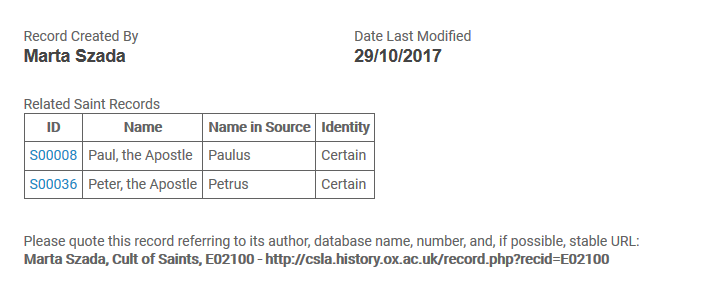 Record Created By Date Last Modified
Marta Szada 29/10/2017
Related Saint Records
ID Name Name in Source Identity
S00008 Paul, the Apostle Paulus Certain
S00036 Peter, the Apostle Petrus Certain
Please quote this record referring to its author, database name, number, and, if possible, stable URL:
Marta Szada, Cult of Saints, E02100 - http://csla.history.ox.ac.uk/record.php?recid=E02100